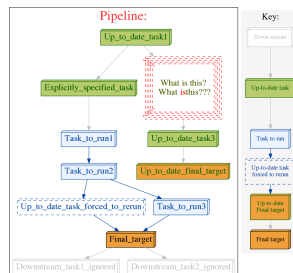 Pipeline:
Up_to_date_task1
Explicitly_specified_task
What is this?
What isthis???
Task_to_run1
Up_to_date_task3
Task_to_run2
Up_to_date_final_target
Up_to_date_task_forced_to_rerun
Task_to_run3
Final_target
Downstream_task1_ignored
Downstream_task2_ignored
Key:
Down stream
Up-to-date task
Task to run
Up-to-date task
forced to rerun
Up-to-date
Final target
Final target